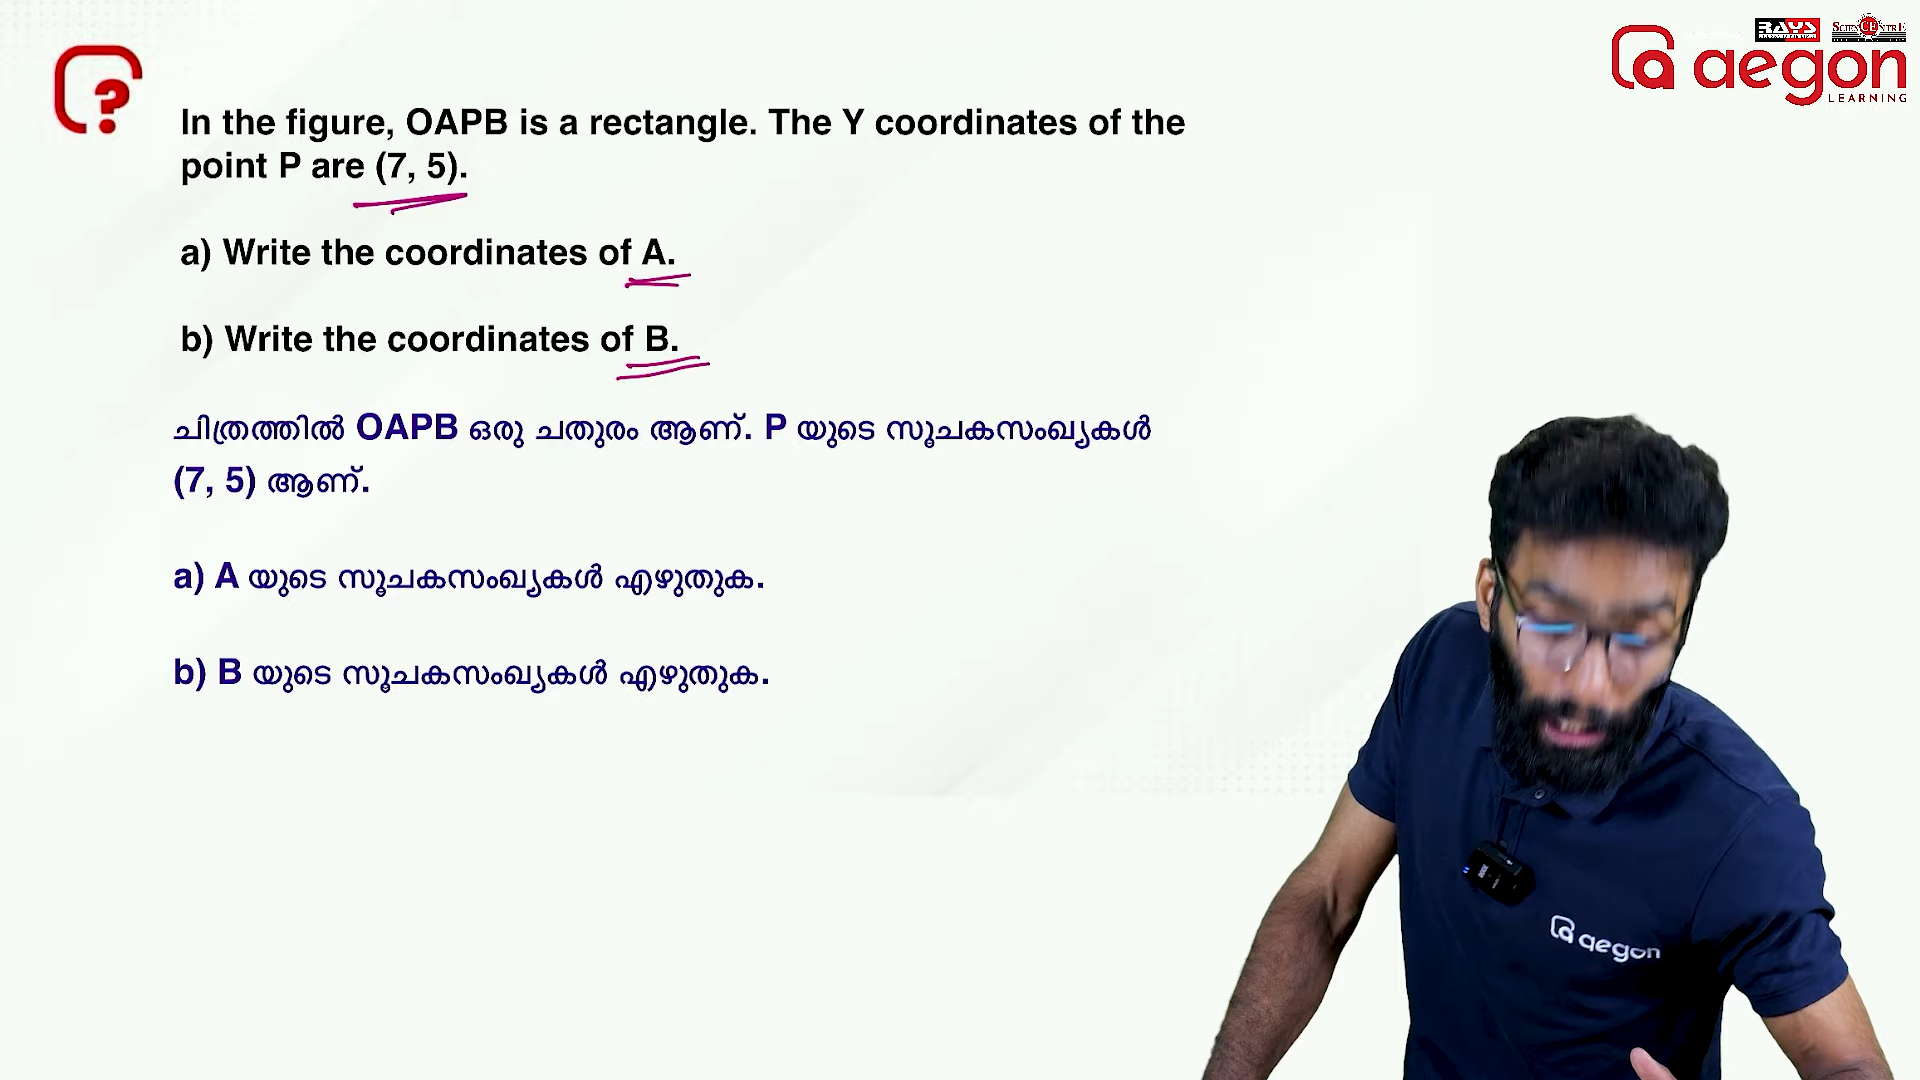 RAYS
SCIENCENTRE
aegon
LEARNING
In the figure, OAPB is a rectangle. The Y coordinates of the
point P are (7, 5).
a) Write the coordinates of A.
b) Write the coordinates of B.
ചിത്രത്തിൽ OAPB ഒരു ചതുരം ആണ്. P യുടെ സൂചകസംഖ്യകൾ
(7, 5) ആണ്.
a) A യുടെ സൂചകസംഖ്യകൾ എഴുതുക.
b) B യുടെ സൂചകസംഖ്യകൾ എഴുതുക.
aegon